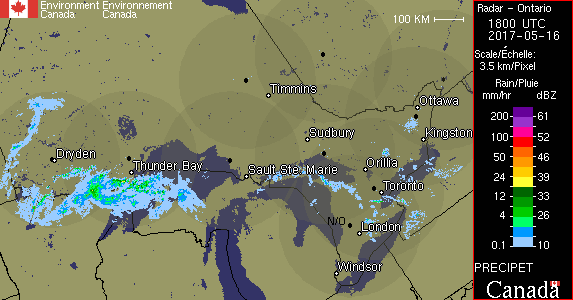 Environment Environnement
Canada Canada
100 KM
Timmins
Ottawa
Sudbury
Kingston
Dryden
Thunder Bay
Sault Ste. Marie
Orillia
Toronto
N/O
London
Windsor
Radar - Ontario
1800 UTC
2017-05-16
Scale/Échelle:
3.5 km/Pixel
Rain/Pluie
mm/hr dBZ
200 61
100 52
50 46
24 39
12 33
4 26
1 18
0.1 10
PRECIPET
Canada